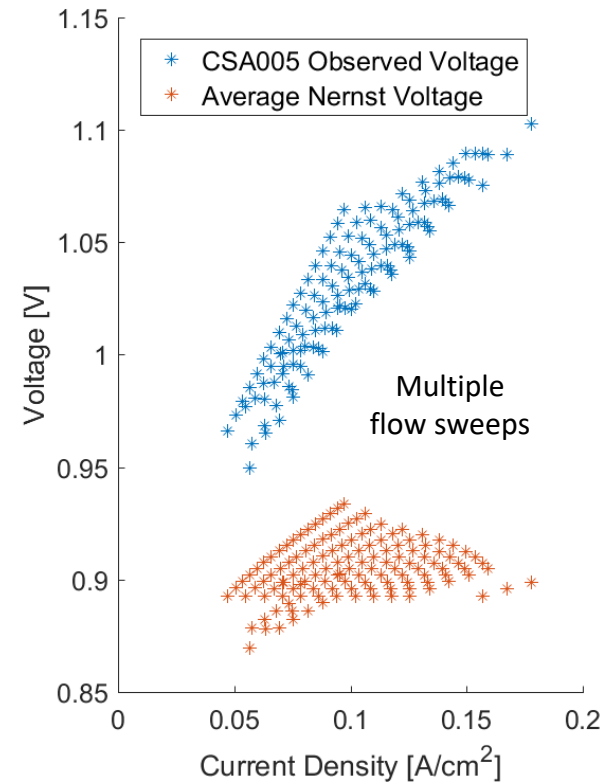 1.15
CSA005 Observed Voltage
Average Nernst Voltage
1.1
1.05
Voltage [V]
1
Multiple
flow sweeps
0.95
0.9
0.85
0 0.05 0.1 0.15 0.2
Current Density [A/cm²]